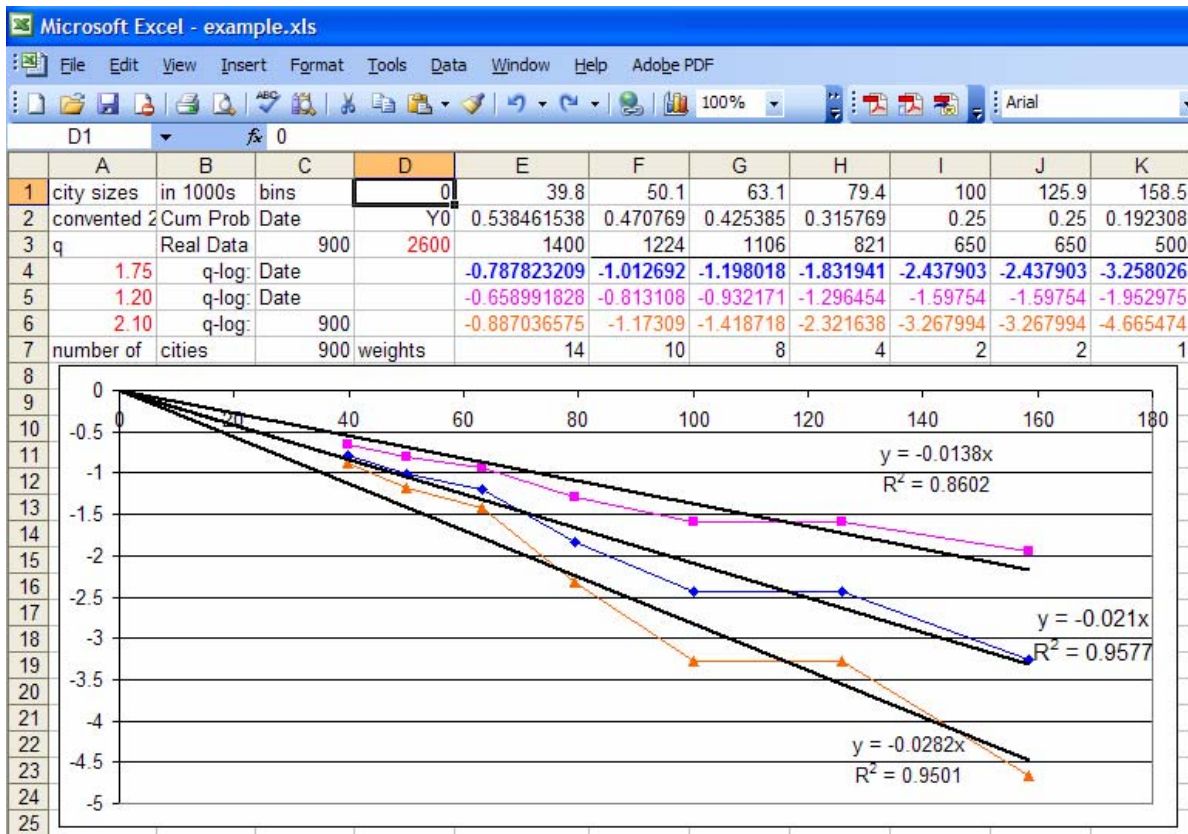 Microsoft Excel - example.xls
File Edit View Insert Format Tools Data Window Help Adobe PDF
ABC 100% Arial
D1 fx 0
A B C D E F G H I J K
1 city sizes in 1000s bins 0 39.8 50.1 63.1 79.4 100 125.9 158.5
2 convented 2 Cum Prob Date Y0 0.538461538 0.470769 0.425385 0.315769 0.25 0.25 0.192308
3 q Real Data 900 2600 1400 1224 1106 821 650 650 500
4 1.75 q-log: Date -0.787823209 -1.012692 -1.198018 -1.831941 -2.437903 -2.437903 -3.258026
5 1.20 q-log: Date -0.658991828 -0.813108 -0.932171 -1.296454 -1.59754 -1.59754 -1.952975
6 2.10 q-log: 900 -0.887036575 -1.17309 -1.418718 -2.321638 -3.267994 -3.267994 -4.665474
7 number of cities 900 weights 14 10 8 4 2 2 1
8
9 0
10 0 20 40 60 80 100 120 140 160 180
-0.5
11 y = -0.0138x
12 -1
R² = 0.8602
13 -1.5
14
15 -2
16
17 -2.5
y = -0.021x
18 -3
19 R² = 0.9577
20 -3.5
21 -4
22 y = -0.0282x
23 -4.5
R² = 0.9501
24 -5
25